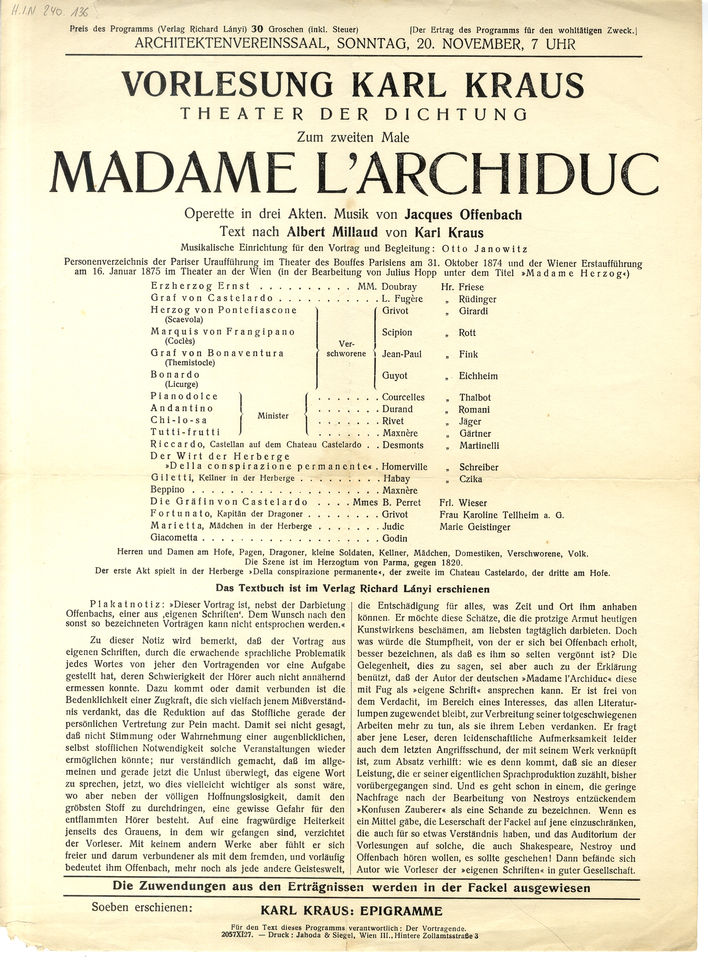 H.I.N 240.136
Preis des Programms (Verlag Richard Lányi) 30 Groschen (inkl. Steuer) [Der Ertrag des Programms für den wohltätigen Zweck.]
ARCHITEKTENVEREINSSAAL, SONNTAG, 20. NOVEMBER, 7 UHR
VORLESUNG KARL KRAUS
THEATER DER DICHTUNG
Zum zweiten Male
MADAME L'ARCHIDUC
Operette in drei Akten. Musik von Jacques Offenbach
Text nach Albert Millaud von Karl Kraus
Musikalische Einrichtung für den Vortrag und Begleitung: Otto Janowitz
Personenverzeichnis der Pariser Uraufführung im Theater des Bouffes Parisiens am 31. Oktober 1874 und der Wiener Erstaufführung
am 16. Januar 1875 im Theater an der Wien (in der Bearbeitung von Julius Hopp unter dem Titel »Madame Herzog«)
Erzherzog Ernst . . . . . . . . . . MM. Doubray Hr. Friese
Graf von Castelardo . . . . . . . . . . . L. Fugère „ Rüdinger
Herzog von Pontefiascone Grivot „ Girardi
(Scaevola)
Marquis von Frangipano Scipion „ Rott
(Coclès)
Ver-
Graf von Bonaventura schworene Jean-Paul „ Fink
(Themistocle)
Bonardo Guyot „ Eichheim
(Licurge)
Pianodolce . . . . . . . Courcelles „ Thalbot
Andantino . . . . . . . Durand „ Romani
Minister
Chi-lo-sa . . . . . . . Rivet „ Jäger
Tutti-frutti . . . . . . . Maxnère „ Gärtner
Riccardo, Castellan auf dem Chateau Castelardo . . Desmonts „ Martinelli
Der Wirt der Herberge
»Della conspirazione permanente« . Homerville „ Schreiber
Giletti, Kellner in der Herberge . . . . . . . . . Habay „ Czika
Beppino . . . . . . . . . . . . . . . . . . . . . Maxnère
Die Gräfin von Castelardo . . . . Mmes B. Perret Frl. Wieser
Fortunato, Kapitän der Dragoner . . . . . . . . Grivot Frau Karoline Tellheim a. G.
Marietta, Mädchen in der Herberge . . . . . . . Judic Marie Geistinger
Giacometta . . . . . . . . . . . . . . . . . . . Godin
Herren und Damen am Hofe, Pagen, Dragoner, kleine Soldaten, Kellner, Mädchen, Domestiken, Verschworene, Volk.
Die Szene ist im Herzogtum von Parma, gegen 1820.
Der erste Akt spielt in der Herberge »Della conspirazione permanente«, der zweite im Chateau Castelardo, der dritte am Hofe.
Das Textbuch ist im Verlag Richard Lányi erschienen
Plakatnotiz: »Dieser Vortrag ist, nebst der Darbietung
Offenbachs, einer aus ‚eigenen Schriften‘. Dem Wunsch nach den
sonst so bezeichneten Vorträgen kann nicht entsprochen werden.«
Zu dieser Notiz wird bemerkt, daß der Vortrag aus
eigenen Schriften, durch die erwachende sprachliche Problematik
jedes Wortes von jeher den Vortragenden vor eine Aufgabe
gestellt hat, deren Schwierigkeit der Hörer auch nicht annähernd
ermessen konnte. Dazu kommt oder damit verbunden ist die
Bedenklichkeit einer Zugkraft, die sich vielfach jenem Mißverständ-
nis verdankt, das die Reduktion auf das Stoffliche gerade der
persönlichen Vertretung zur Pein macht. Damit sei nicht gesagt,
daß nicht Stimmung oder Wahrnehmung einer augenblicklichen,
selbst stofflichen Notwendigkeit solche Veranstaltungen wieder
ermöglichen könnte; nur verständlich gemacht, daß im allge-
meinen und gerade jetzt die Unlust überwiegt, das eigene Wort
zu sprechen, jetzt, wo dies vielleicht wichtiger als sonst wäre,
wo aber neben der völligen Hoffnungslosigkeit, damit den
gröbsten Stoff zu durchdringen, eine gewisse Gefahr für den
entflammten Hörer besteht. Auf eine fragwürdige Heiterkeit
jenseits des Grauens, in dem wir gefangen sind, verzichtet
der Vorleser. Mit keinem andern Werke aber fühlt er sich
freier und darum verbundener als mit dem fremden, und vorläufig
bedeutet ihm Offenbach, mehr noch als jede andere Geisteswelt,
die Entschädigung für alles, was Zeit und Ort ihm anhaben
können. Er möchte diese Schätze, die die protzige Armut heutigen
Kunstwirkens beschämen, am liebsten tagtäglich darbieten. Doch
was würde die Stumpfheit, von der er sich bei Offenbach erholt,
besser bezeichnen, als daß es ihm so selten vergönnt ist? Die
Gelegenheit, dies zu sagen, sei aber auch zu der Erklärung
benützt, daß der Autor der deutschen »Madame l'Archiduc« diese
mit Fug als »eigene Schrift« ansprechen kann. Er ist frei von
dem Verdacht, im Bereich eines Interesses, das allen Literatur-
lumpen zugewendet bleibt, zur Verbreitung seiner totgeschwiegenen
Arbeiten mehr zu tun, als sie ihrem Leben verdanken. Er fragt
aber jene Leser, deren leidenschaftliche Aufmerksamkeit leider
auch dem letzten Angriffsschund, der mit seinem Werk verknüpft
ist, zum Absatz verhilft: wie es denn kommt, daß sie an dieser
Leistung, die er seiner eigentlichen Sprachproduktion zuzählt, bisher
vorübergegangen sind. Und es geht schon in einem, die geringe
Nachfrage nach der Bearbeitung von Nestroys entzückendem
»Konfusen Zauberer« als eine Schande zu bezeichnen. Wenn es
ein Mittel gäbe, die Leserschaft der Fackel auf jene einzuschränken,
die auch für so etwas Verständnis haben, und das Auditorium der
Vorlesungen auf solche, die auch Shakespeare, Nestroy und
Offenbach hören wollen, es sollte geschehen! Dann befände sich
Autor wie Vorleser der »eigenen Schriften« in guter Gesellschaft.
Die Zuwendungen aus den Erträgnissen werden in der Fackel ausgewiesen
Soeben erschienen: KARL KRAUS: EPIGRAMME
Für den Text dieses Programms verantwortlich: Der Vortragende.
2057XI27. — Druck: Jahoda & Siegel, Wien III., Hintere Zollamtsstraße 3